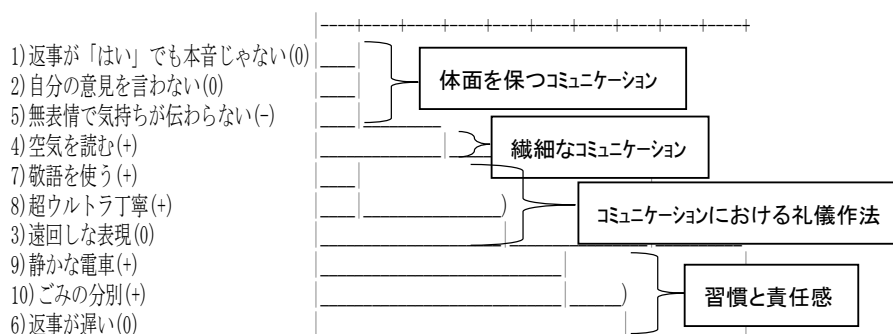 1)返事が「はい」でも本音じゃない(0)
体面を保つコミュニケーション
2)自分の意見を言わない(0)
5)無表情で気持ちが伝わらない(-)
4)空気を読む(+)
繊細なコミュニケーション
7)敬語を使う(+)
8)超ウルトラ丁寧(+)
コミュニケーションにおける礼儀作法
3)遠回しな表現(0)
9)静かな電車(+)
10)ごみの分別(+)
習慣と責任感
6)返事が遅い(0)